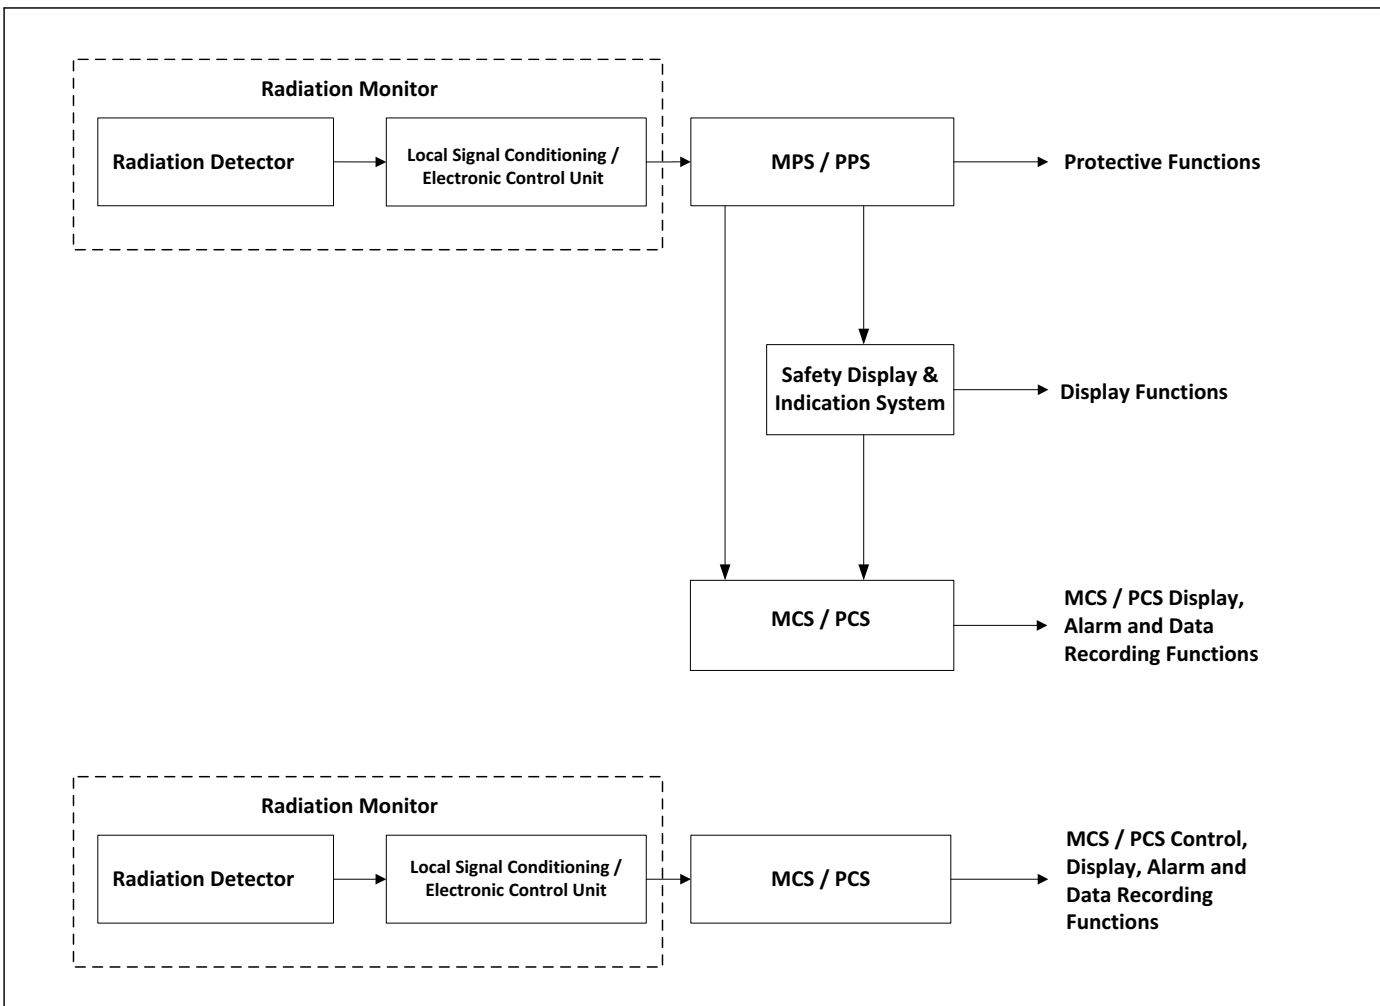 Radiation Monitor
Radiation Detector
Local Signal Conditioning /
Electronic Control Unit
MPS / PPS
Protective Functions
Safety Display &
Indication System
Display Functions
MCS / PCS
MCS / PCS Display,
Alarm and Data
Recording Functions
Radiation Monitor
Radiation Detector
Local Signal Conditioning /
Electronic Control Unit
MCS / PCS
MCS / PCS Control,
Display, Alarm and
Data Recording
Functions